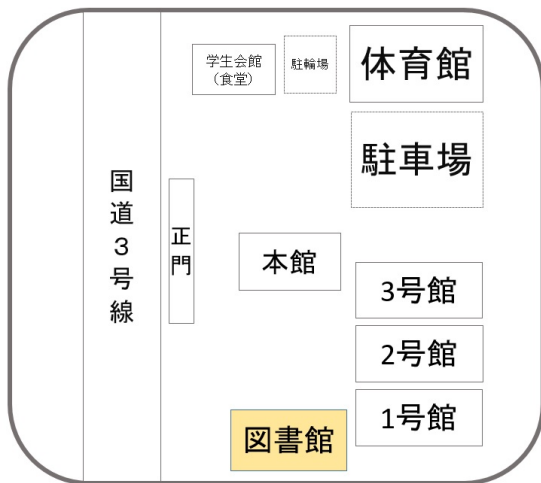 学生会館
(食堂)
駐輪場
体育館
駐車場
国道3号線
正門
本館
3号館
2号館
1号館
図書館